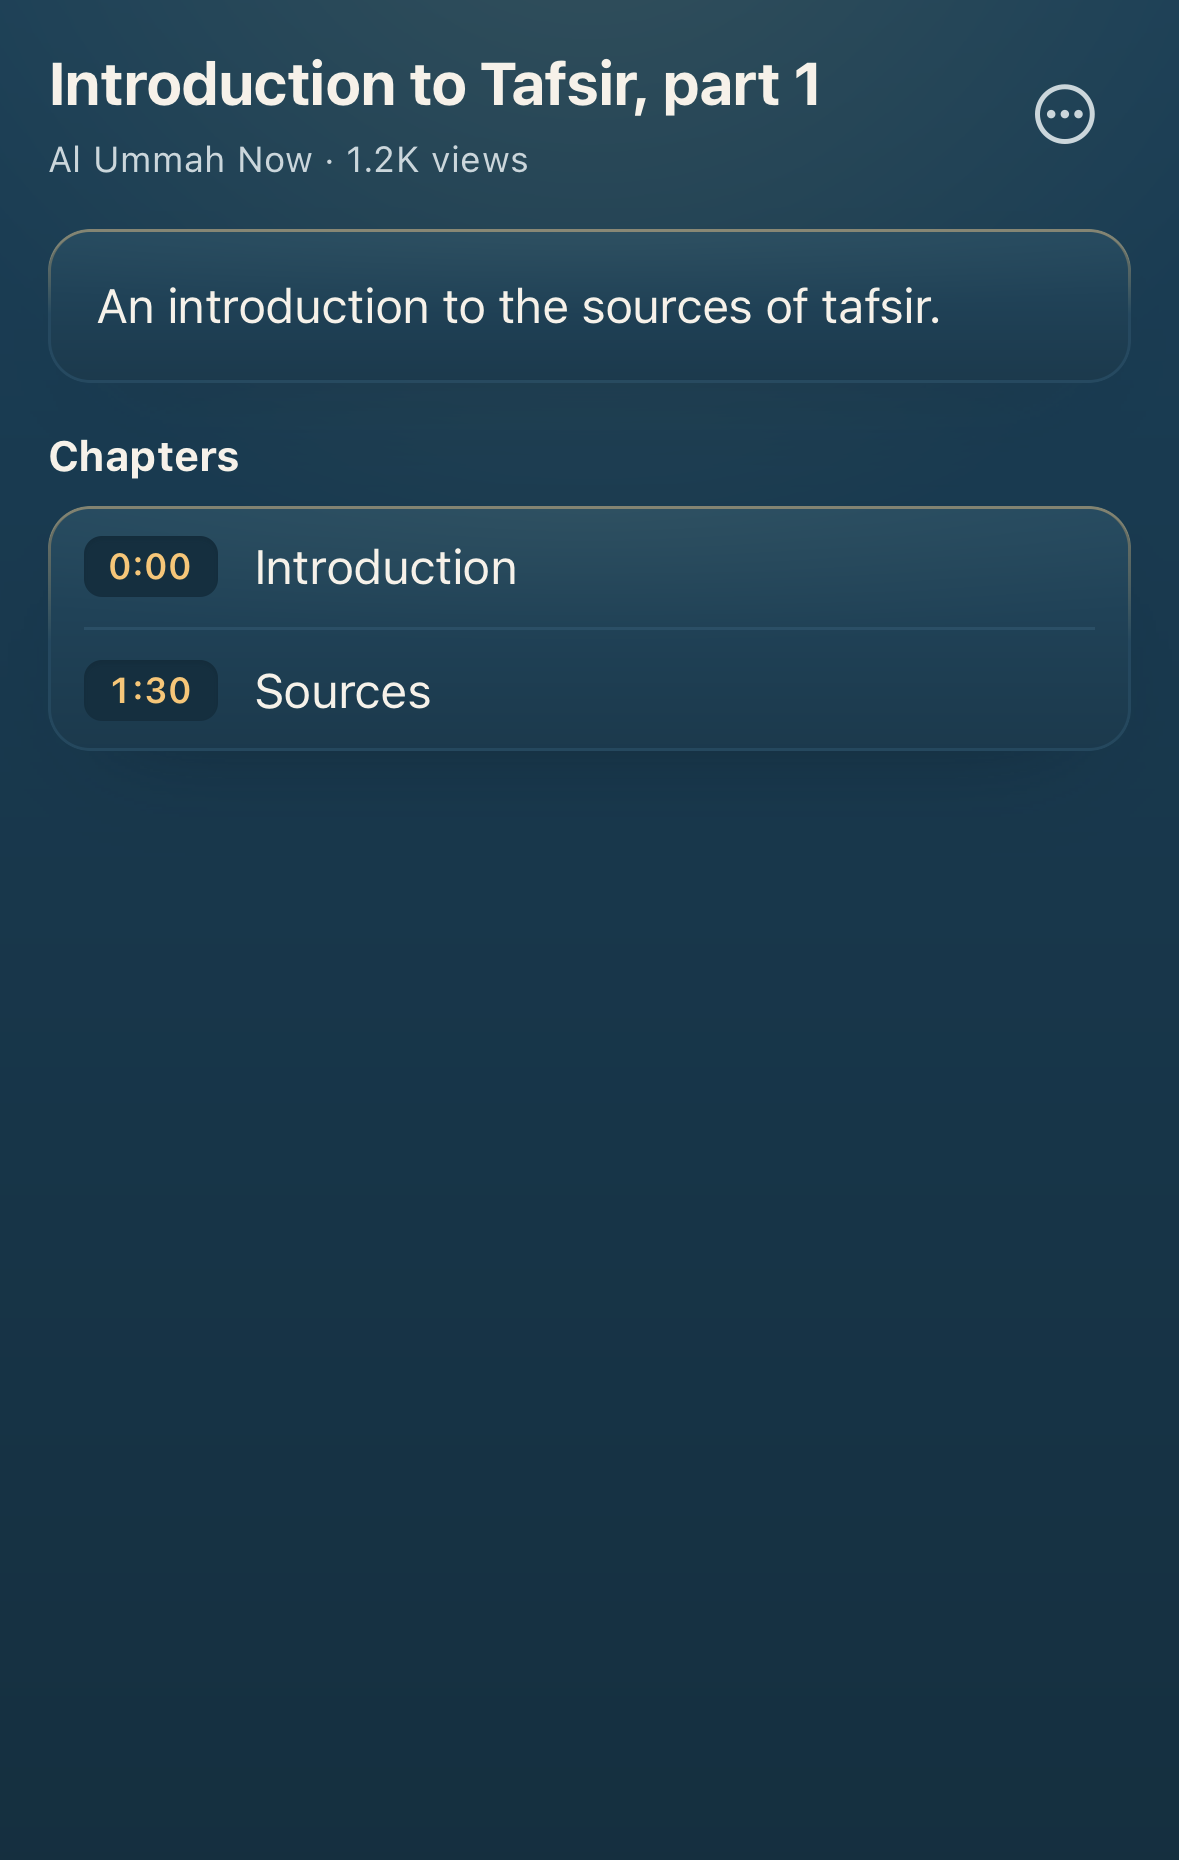 Introduction to Tafsir, part 1
Al Ummah Now · 1.2K views
An introduction to the sources of tafsir.
Chapters
0:00 Introduction
1:30 Sources